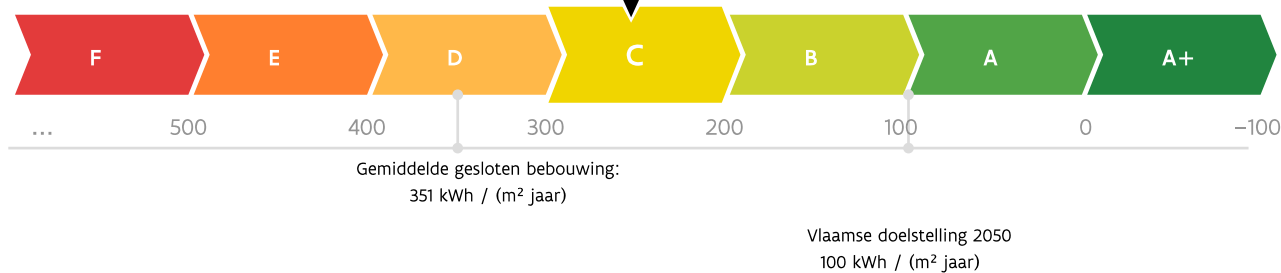 F E D C B A A+
... 500 400 300 200 100 0 –100
Gemiddelde gesloten bebouwing:
351 kWh / (m² jaar)
Vlaamse doelstelling 2050
100 kWh / (m² jaar)